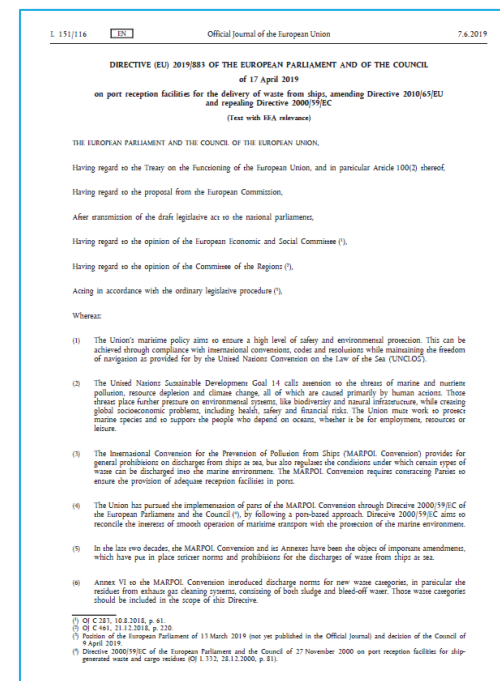 L 151/116 EN Official Journal of the European Union 7.6.2019
DIRECTIVE (EU) 2019/883 OF THE EUROPEAN PARLIAMENT AND OF THE COUNCIL
of 17 April 2019
on port reception facilities for the delivery of waste from ships, amending Directive 2010/65/EU
and repealing Directive 2000/59/EC
(Text with EEA relevance)
THE EUROPEAN PARLIAMENT AND THE COUNCIL OF THE EUROPEAN UNION,
Having regard to the Treaty on the Functioning of the European Union, and in particular Article 100(2) thereof,
Having regard to the proposal from the European Commission,
After transmission of the draft legislative act to the national parliaments,
Having regard to the opinion of the European Economic and Social Committee (¹),
Having regard to the opinion of the Committee of the Regions (²),
Acting in accordance with the ordinary legislative procedure (³),
Whereas:
(1) The Union's maritime policy aims to ensure a high level of safety and environmental protection. This can be
achieved through compliance with international conventions, codes and resolutions while maintaining the freedom
of navigation as provided for by the United Nations Convention on the Law of the Sea ('UNCLOS').
(2) The United Nations Sustainable Development Goal 14 calls attention to the threats of marine and nutrient
pollution, resource depletion and climate change, all of which are caused primarily by human actions. Those
threats place further pressure on environmental systems, like biodiversity and natural infrastructure, while creating
global socioeconomic problems, including health, safety and financial risks. The Union must work to protect
marine species and to support the people who depend on oceans, whether it be for employment, resources or
leisure.
(3) The International Convention for the Prevention of Pollution from Ships ('MARPOL Convention') provides for
general prohibitions on discharges from ships at sea, but also regulates the conditions under which certain types of
waste can be discharged into the marine environment. The MARPOL Convention requires contracting Parties to
ensure the provision of adequate reception facilities in ports.
(4) The Union has pursued the implementation of parts of the MARPOL Convention through Directive 2000/59/EC of
the European Parliament and the Council (⁴), by following a port-based approach. Directive 2000/59/EC aims to
reconcile the interests of smooth operation of maritime transport with the protection of the marine environment.
(5) In the last two decades, the MARPOL Convention and its Annexes have been the object of important amendments,
which have put in place stricter norms and prohibitions for the discharges of waste from ships at sea.
(6) Annex VI to the MARPOL Convention introduced discharge norms for new waste categories, in particular the
residues from exhaust gas cleaning systems, consisting of both sludge and bleed-off water. Those waste categories
should be included in the scope of this Directive.
(¹) OJ C 283, 10.8.2018, p. 61.
(²) OJ C 461, 21.12.2018, p. 220.
(³) Position of the European Parliament of 13 March 2019 (not yet published in the Official Journal) and decision of the Council of
9 April 2019.
(⁴) Directive 2000/59/EC of the European Parliament and the Council of 27 November 2000 on port reception facilities for ship-
generated waste and cargo residues (OJ L 332, 28.12.2000, p. 81).